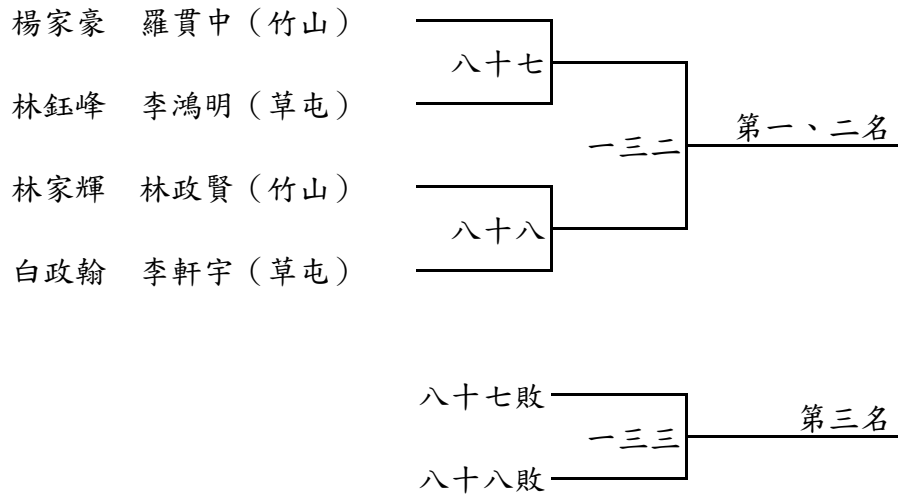 楊家豪　羅貫中（竹山）
八十七
林鈺峰　李鴻明（草屯）
第一、二名
一三二
林家輝　林政賢（竹山）
八十八
白政翰　李軒宇（草屯）
八十七敗
第三名
一三三
八十八敗